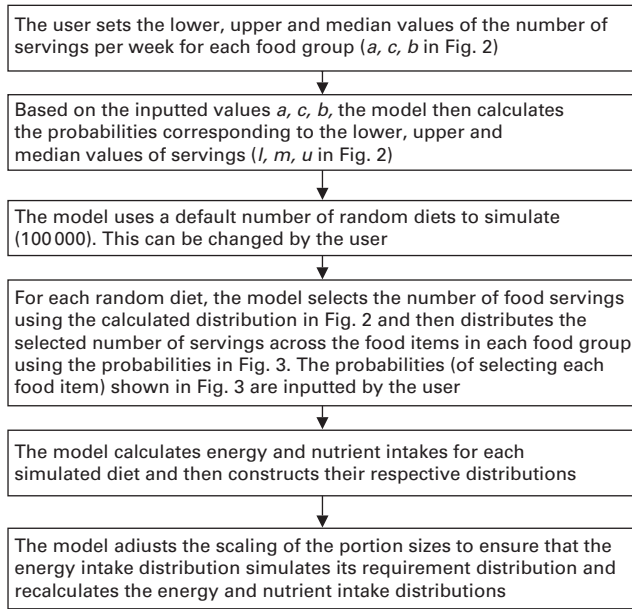 The user sets the lower, upper and median values of the number of
servings per week for each food group (a, c, b in Fig. 2)
Based on the inputted values a, c, b, the model then calculates
the probabilities corresponding to the lower, upper and
median values of servings (l, m, u in Fig. 2)
The model uses a default number of random diets to simulate
(100 000). This can be changed by the user
For each random diet, the model selects the number of food servings
using the calculated distribution in Fig. 2 and then distributes the
selected number of servings across the food items in each food group
using the probabilities in Fig. 3. The probabilities (of selecting each
food item) shown in Fig. 3 are inputted by the user
The model calculates energy and nutrient intakes for each
simulated diet and then constructs their respective distributions
The model adiusts the scaling of the portion sizes to ensure that the
energy intake distribution simulates its requirement distribution and
recalculates the energy and nutrient intake distributions